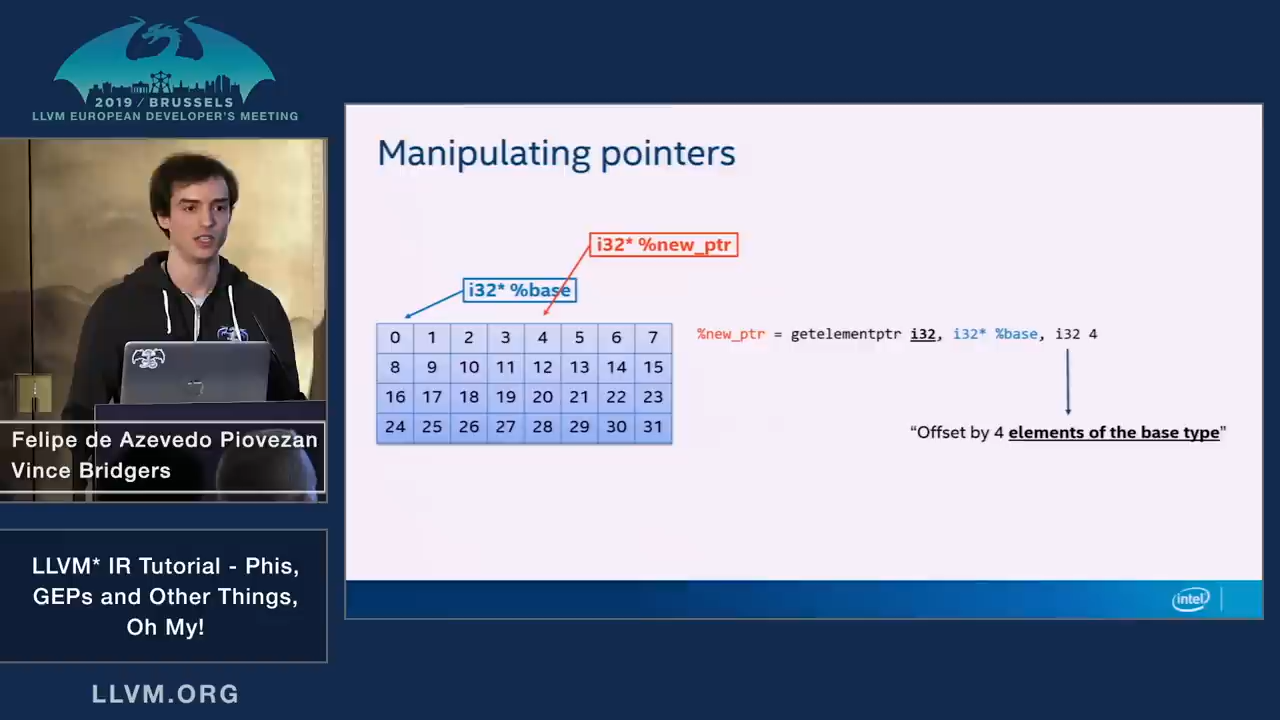 2019 / BRUSSELS
LLVM EUROPEAN DEVELOPER'S MEETING
Felipe de Azevedo Piovezan
Vince Bridgers
LLVM* IR Tutorial - Phis,
GEPs and Other Things,
Oh My!
LLVM.ORG
Manipulating pointers
i32* %new_ptr
i32* %base
0 1 2 3 4 5 6 7
8 9 10 11 12 13 14 15
16 17 18 19 20 21 22 23
24 25 26 27 28 29 30 31
%new_ptr = getelementptr i32, i32* %base, i32 4
“Offset by 4 elements of the base type”
intel